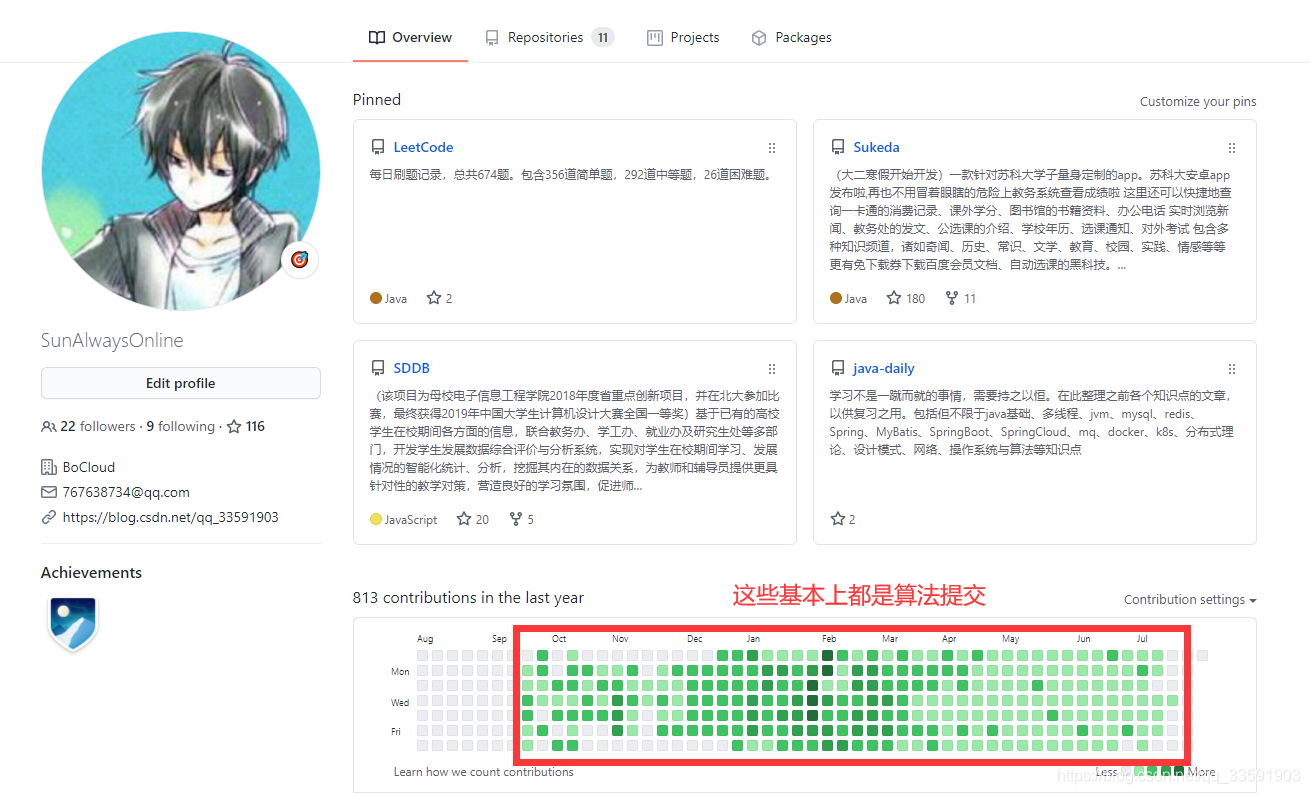 Overview
Repositories 11
Projects
Packages
Pinned
Customize your pins
LeetCode
每日刷题记录，总共674题。包含356道简单题，292道中等题，26道困难题。
Java 2
Sukeda
（大二寒假开始开发）一款针对苏科大学子量身定制的app。苏科大安卓app
发布啦,再也不用冒着眼瞎的危险上教务系统查看成绩啦 这里还可以快捷地查
询一卡通的消费记录、课外学分、图书馆的书籍资料、办公电话 实时浏览新
闻、教务处的发文、公选课的介绍、学校年历、选课通知、对外考试 包含多
种知识频道，诸如奇闻、历史、常识、文学、教育、校园、实践、情感等等
更有免下载券下载百度会员文档、自动选课的黑科技。...
Java 180 11
SunAlwaysOnline
Edit profile
22 followers · 9 following · 116
BoCloud
767638734@qq.com
https://blog.csdn.net/qq_33591903
Achievements
SDDB
（该项目为母校电子信息工程学院2018年度省重点创新项目，并在北大参加比
赛，最终获得2019年中国大学生计算机设计大赛全国一等奖）基于已有的高校
学生在校期间各方面的信息，联合教务办、学工办、就业办及研究生处等多部
门，开发学生发展数据综合评价与分析系统，实现对学生在校期间学习、发展
情况的智能化统计、分析，挖掘其内在的数据关系，为教师和辅导员提供更具
针对性的教学对策，营造良好的学习氛围，促进师...
JavaScript 20 5
java-daily
学习不是一蹴而就的事情，需要持之以恒。在此整理之前各个知识点的文章，
以供复习之用。包括但不限于java基础、多线程、jvm、mysql、redis、
Spring、MyBatis、SpringBoot、SpringCloud、mq、docker、k8s、分布式理
论、设计模式、网络、操作系统与算法等知识点
2
813 contributions in the last year
这些基本上都是算法提交
Contribution settings
Aug Sep Oct Nov Dec Jan Feb Mar Apr May Jun Jul
Mon
Wed
Fri
Learn how we count contributions
Less More
https://blog.csdn.net/qq_33591903